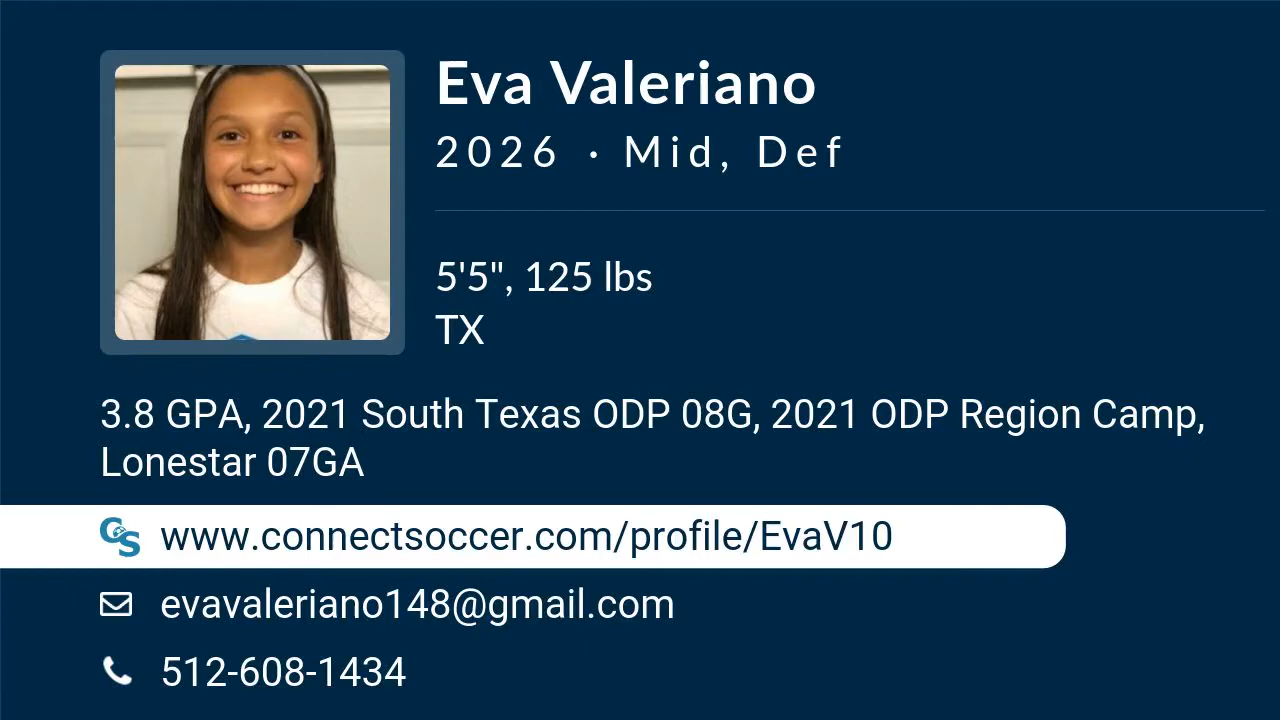 Eva Valeriano
2026 · Mid, Def
5'5", 125 lbs
TX
3.8 GPA, 2021 South Texas ODP 08G, 2021 ODP Region Camp,
Lonestar 07GA
CS www.connectsoccer.com/profile/EvaV10
evavaleriano148@gmail.com
512-608-1434